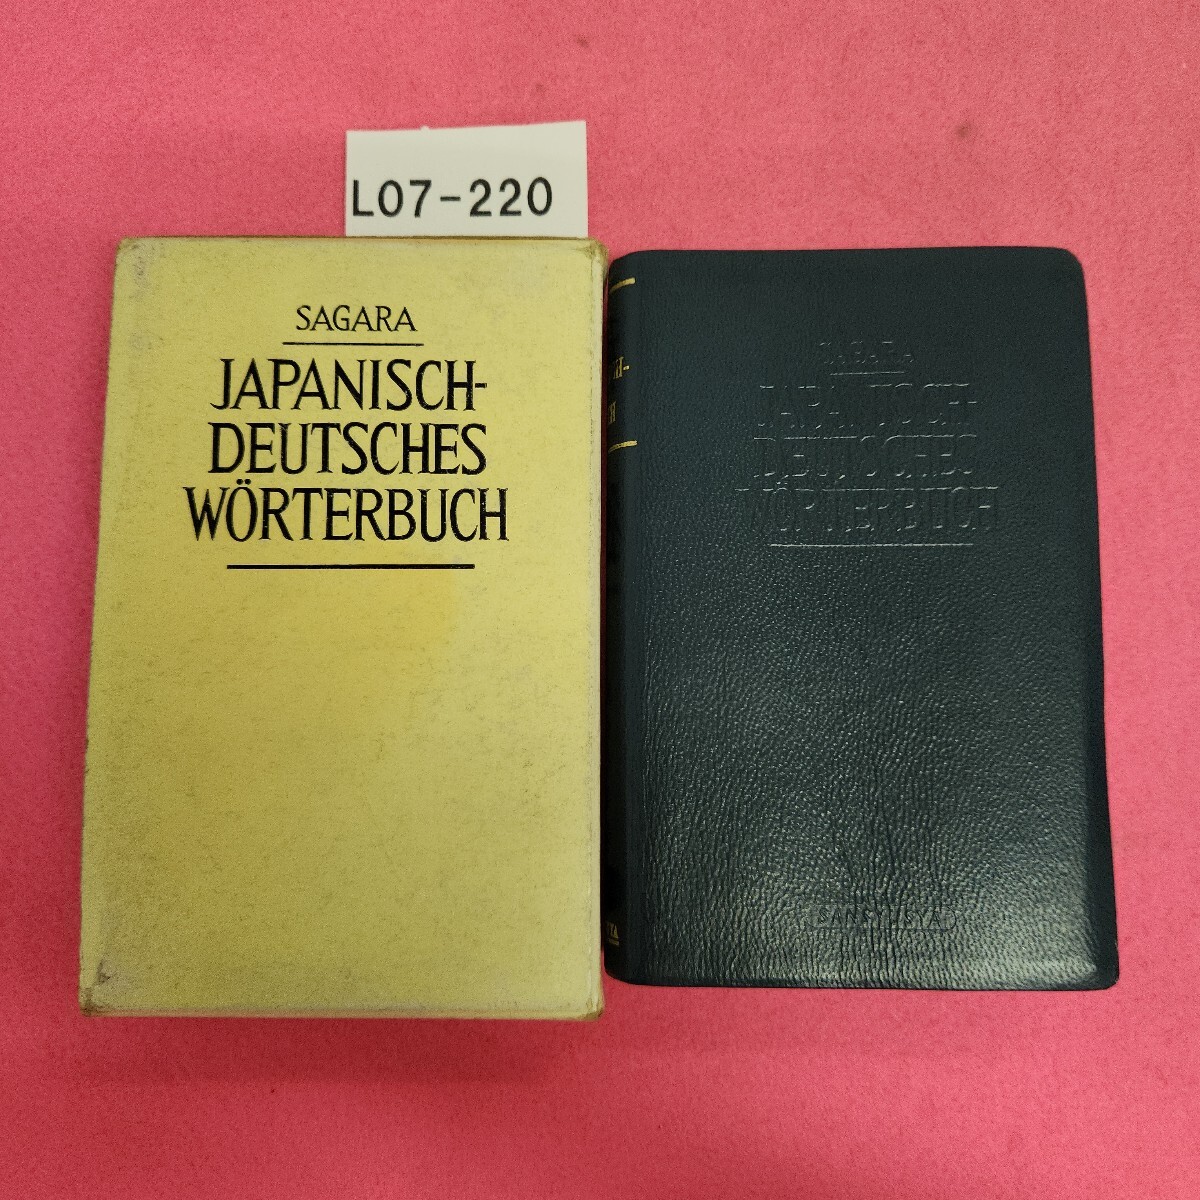 L07-220
SAGARA
JAPANISCH-
DEUTSCHES
WÖRTERBUCH
SAGARA
JAPANISCH-
DEUTSCHES
WÖRTERBUCH
SANSYUSYA